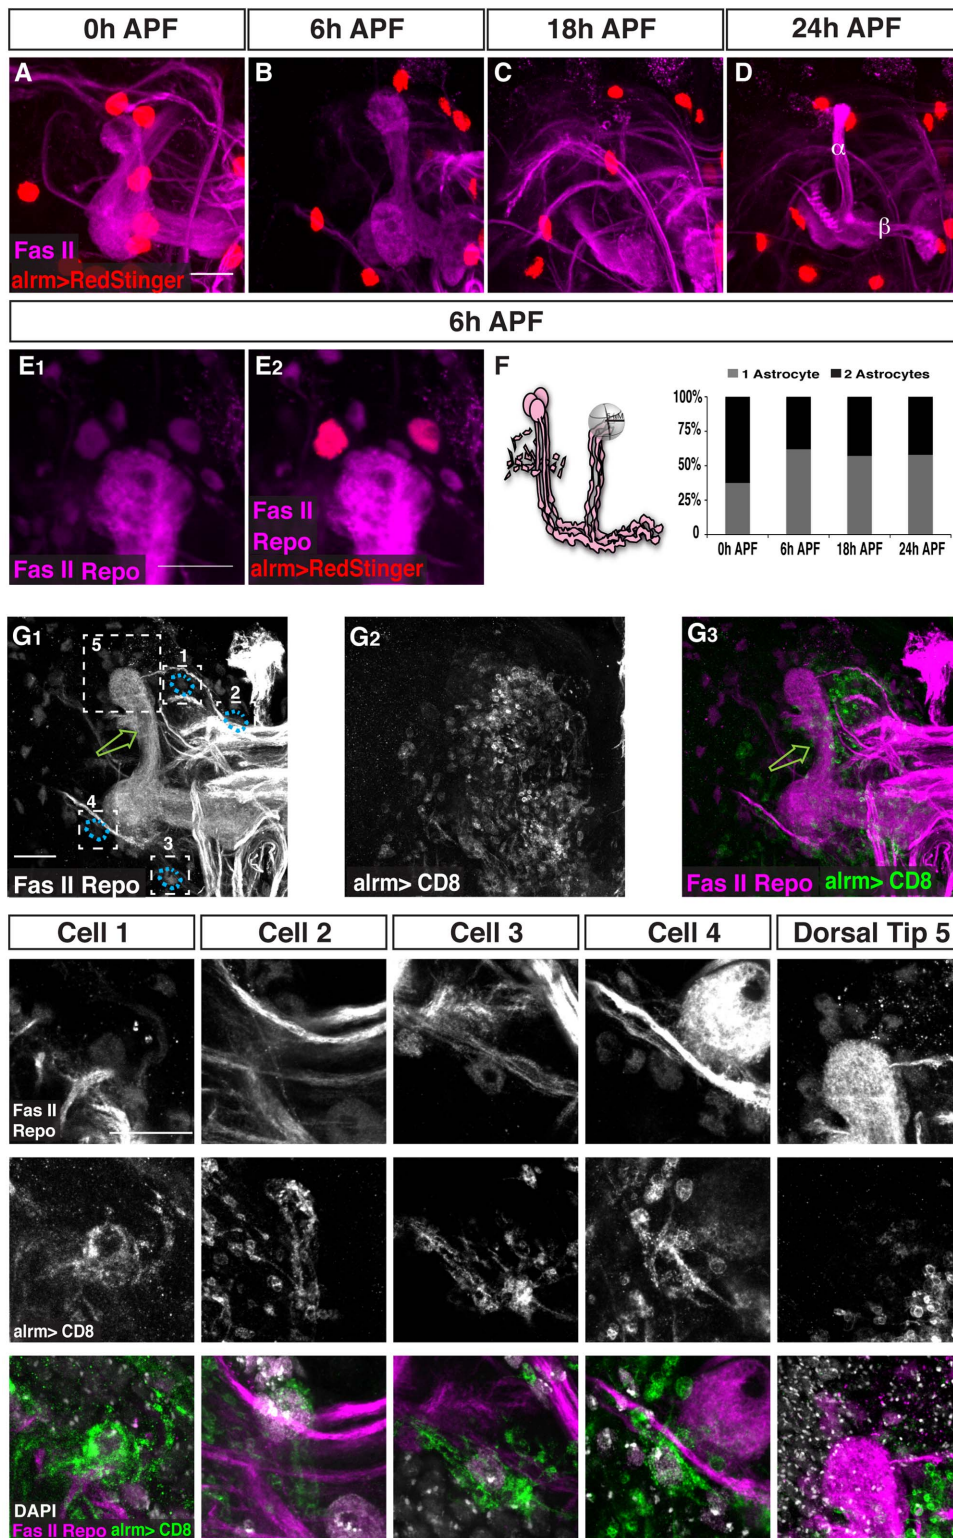 0h APF
6h APF
18h APF
24h APF
A
B
C
D
α
β
Fas II
alrm>RedStinger
6h APF
E1
E2
F
1 Astrocyte
2 Astrocytes
100%
75%
50%
25%
0
0h APF
6h APF
18h APF
24h APF
Fas II Repo
Fas II
Repo
alrm>RedStinger
G1
G2
G3
5
1
2
4
3
Fas II Repo
alrm> CD8
Fas II Repo alrm> CD8
Cell 1
Cell 2
Cell 3
Cell 4
Dorsal Tip 5
Fas II
Repo
alrm> CD8
DAPI
Fas II Repo alrm> CD8